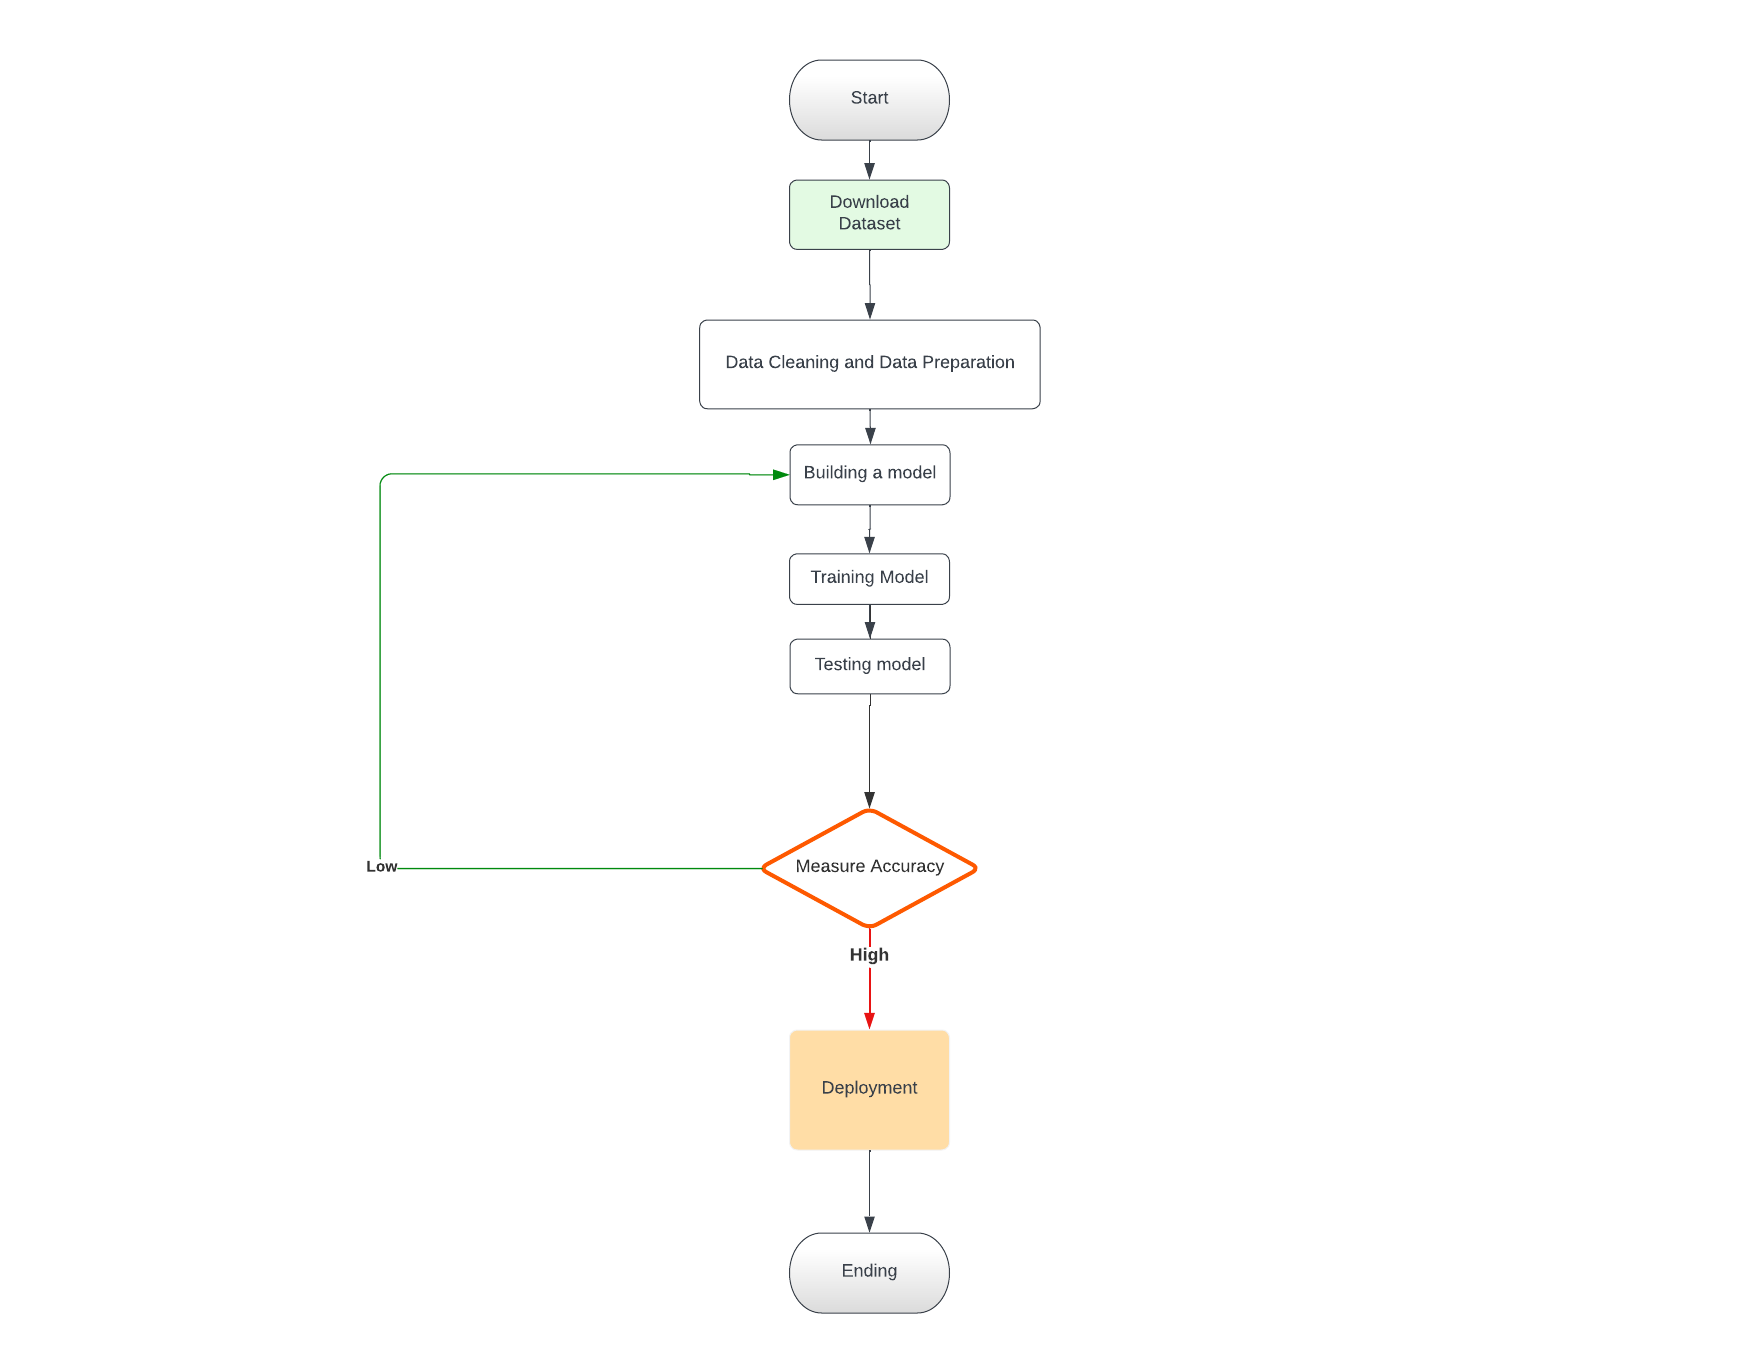 Start
Download
Dataset
Data Cleaning and Data Preparation
Building a model
Training Model
Testing model
Measure Accuracy
Low
High
Deployment
Ending